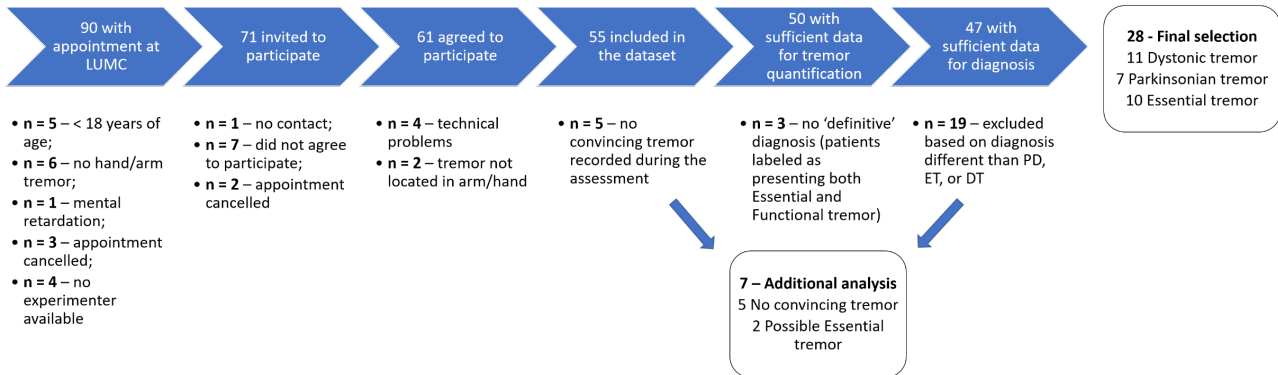 90 with
appointment at
LUMC
71 invited to
participate
61 agreed to
participate
55 included in
the dataset
50 with
sufficient data
for tremor
quantification
47 with
sufficient data
for diagnosis
28 - Final selection
11 Dystonic tremor
7 Parkinsonian tremor
10 Essential tremor
• n = 5 – < 18 years of
age;
• n = 6 – no hand/arm
tremor;
• n = 1 – mental
retardation;
• n = 3 – appointment
cancelled;
• n = 4 – no
experimenter
available
• n = 1 – no contact;
• n = 7 – did not agree
to participate;
• n = 2 – appointment
cancelled
• n = 4 – technical
problems
• n = 2 – tremor not
located in arm/hand
• n = 5 – no
convincing tremor
recorded during the
assessment
• n = 3 – no ‘definitive’
diagnosis (patients
labeled as
presenting both
Essential and
Functional tremor)
• n = 19 – excluded
based on diagnosis
different than PD,
ET, or DT
7 – Additional analysis
5 No convincing tremor
2 Possible Essential
tremor